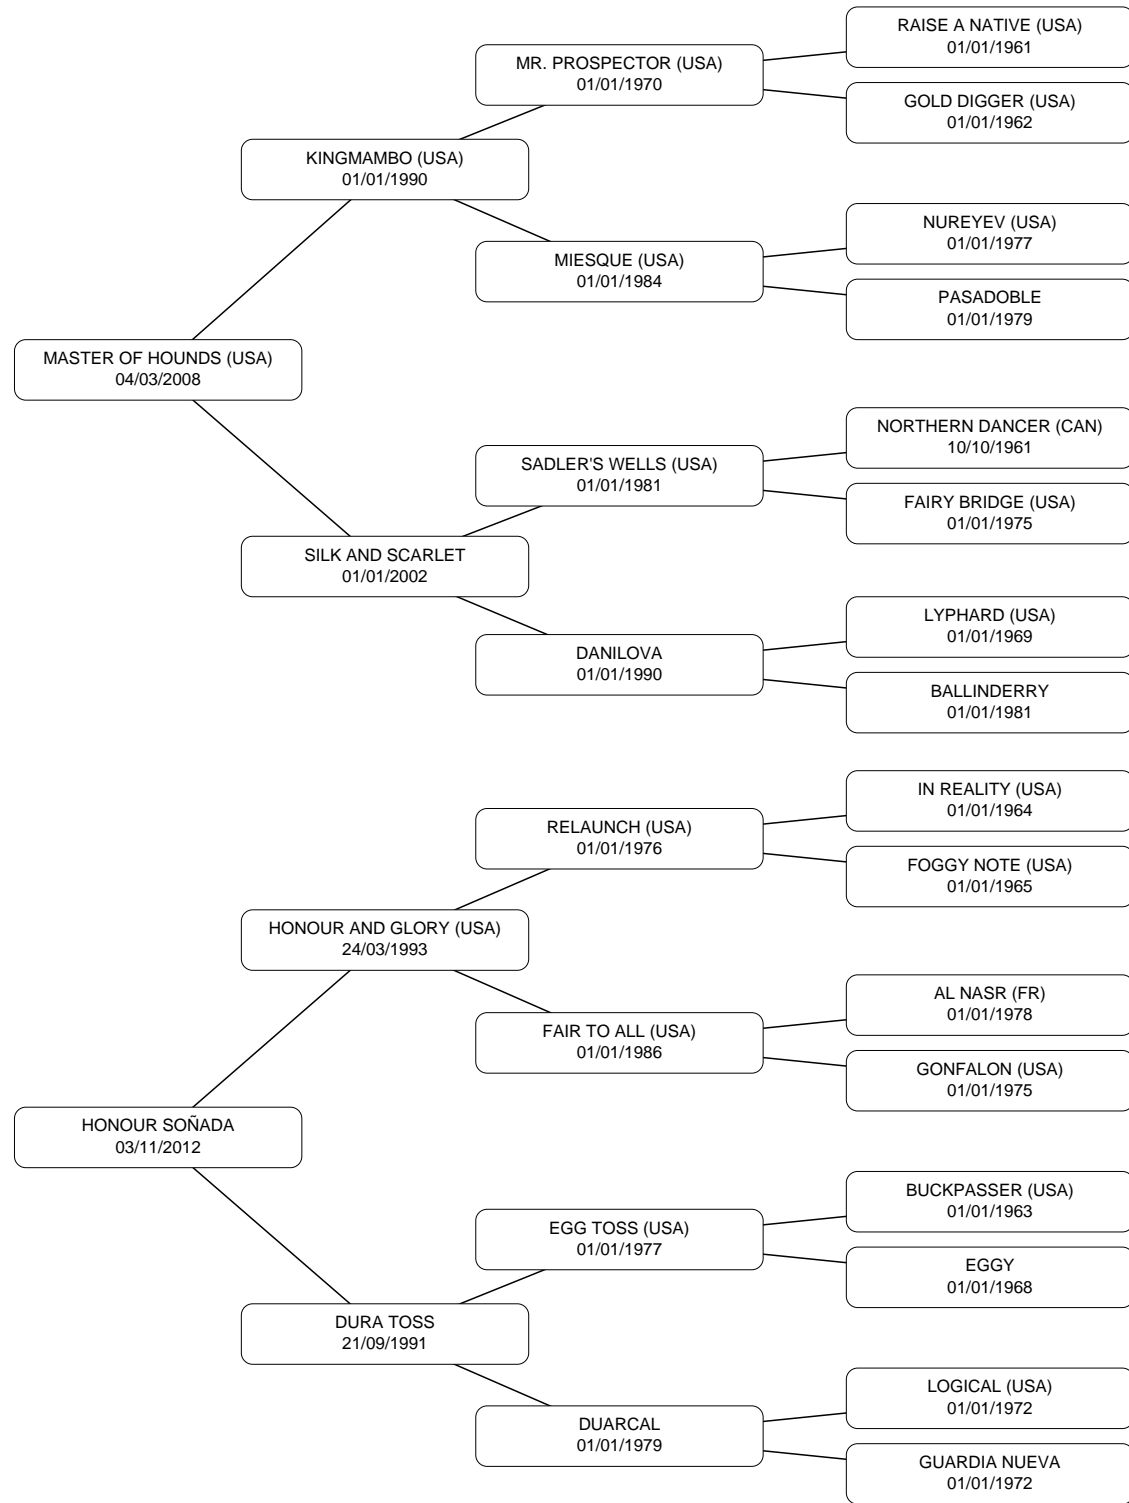 RAISE A NATIVE (USA)
01/01/1961
MR. PROSPECTOR (USA)
01/01/1970
GOLD DIGGER (USA)
01/01/1962
KINGMAMBO (USA)
01/01/1990
NUREYEV (USA)
01/01/1977
MIESQUE (USA)
01/01/1984
PASADOBLE
01/01/1979
MASTER OF HOUNDS (USA)
04/03/2008
NORTHERN DANCER (CAN)
10/10/1961
SADLER'S WELLS (USA)
01/01/1981
FAIRY BRIDGE (USA)
01/01/1975
SILK AND SCARLET
01/01/2002
LYPHARD (USA)
01/01/1969
DANILOVA
01/01/1990
BALLINDERRY
01/01/1981
IN REALITY (USA)
01/01/1964
RELAUNCH (USA)
01/01/1976
FOGGY NOTE (USA)
01/01/1965
HONOUR AND GLORY (USA)
24/03/1993
AL NASR (FR)
01/01/1978
FAIR TO ALL (USA)
01/01/1986
GONFALON (USA)
01/01/1975
HONOUR SOÑADA
03/11/2012
BUCKPASSER (USA)
01/01/1963
EGG TOSS (USA)
01/01/1977
EGGY
01/01/1968
DURA TOSS
21/09/1991
LOGICAL (USA)
01/01/1972
DUARCAL
01/01/1979
GUARDIA NUEVA
01/01/1972